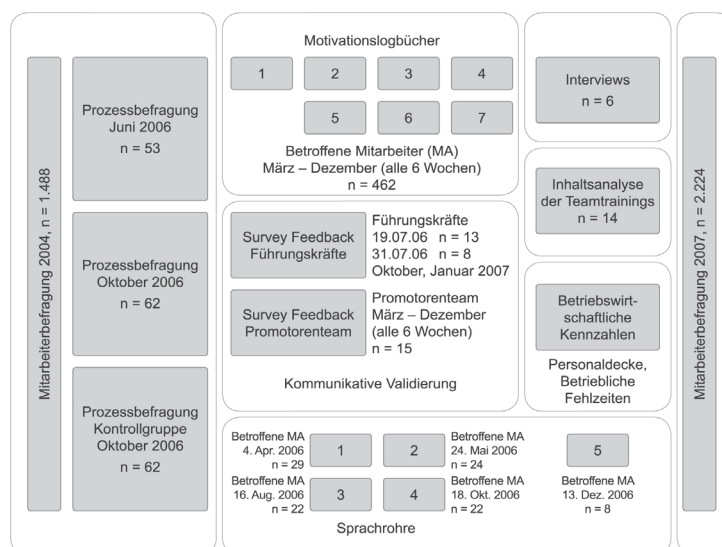 Mitarbeiterbefragung 2004, n = 1.488
Prozessbefragung
Juni 2006
n = 53
Prozessbefragung
Oktober 2006
n = 62
Prozessbefragung
Kontrollgruppe
Oktober 2006
n = 62
Motivationslogbücher
1
2
3
4
5
6
7
Betroffene Mitarbeiter (MA)
März – Dezember (alle 6 Wochen)
n = 462
Survey Feedback
Führungskräfte
Führungskräfte
19.07.06 n = 13
31.07.06 n = 8
Oktober, Januar 2007
Survey Feedback
Promotorenteam
Promotorenteam
März – Dezember
(alle 6 Wochen)
n = 15
Kommunikative Validierung
Betroffene MA
4. Apr. 2006
n = 29
1
2
Betroffene MA
24. Mai 2006
n = 24
5
Betroffene MA
16. Aug. 2006
n = 22
3
4
Betroffene MA
18. Okt. 2006
n = 22
Betroffene MA
13. Dez. 2006
n = 8
Sprachrohre
Interviews
n = 6
Inhaltsanalyse
der Teamtrainings
n = 14
Betriebswirt-
schaftliche
Kennzahlen
Personaldecke,
Betriebliche
Fehlzeiten
Mitarbeiterbefragung 2007, n = 2.224